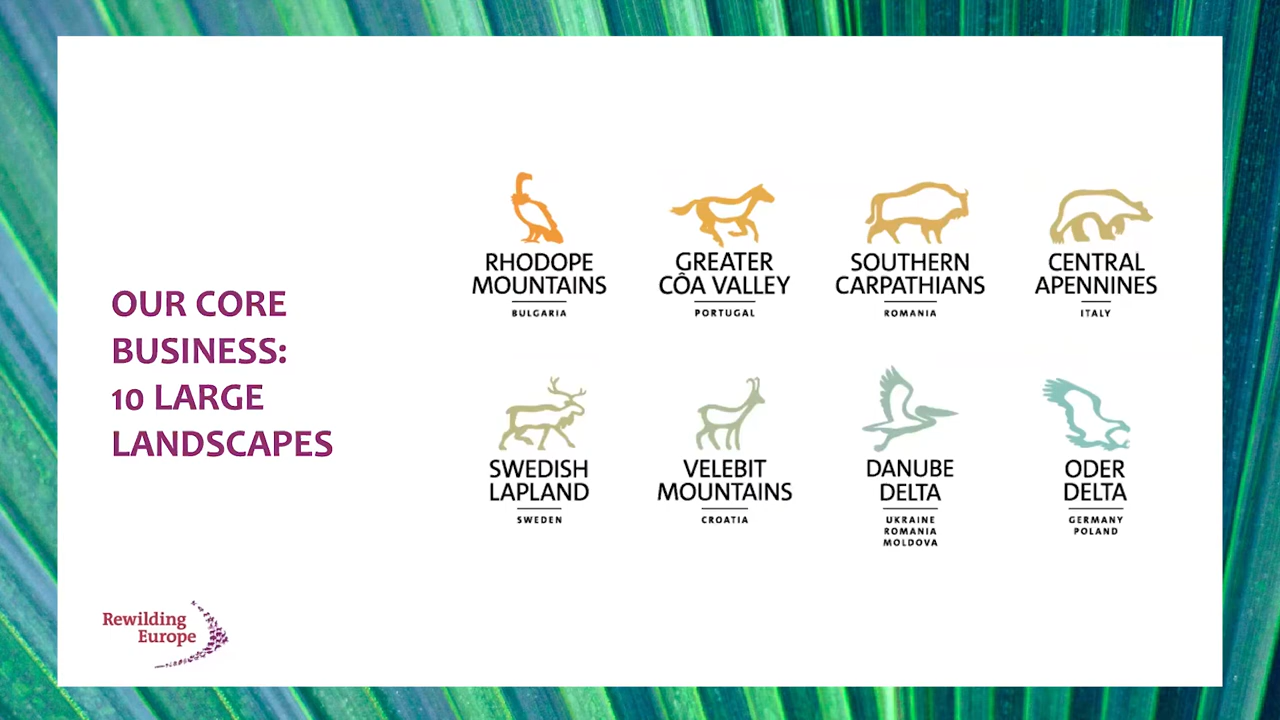 OUR CORE
BUSINESS:
10 LARGE
LANDSCAPES
RHODOPE
MOUNTAINS
BULGARIA
GREATER
CÔA VALLEY
PORTUGAL
SOUTHERN
CARPATHIANS
ROMANIA
CENTRAL
APENNINES
ITALY
SWEDISH
LAPLAND
SWEDEN
VELEBIT
MOUNTAINS
CROATIA
DANUBE
DELTA
UKRAINE
ROMANIA
MOLDOVA
ODER
DELTA
GERMANY
POLAND
Rewilding
Europe